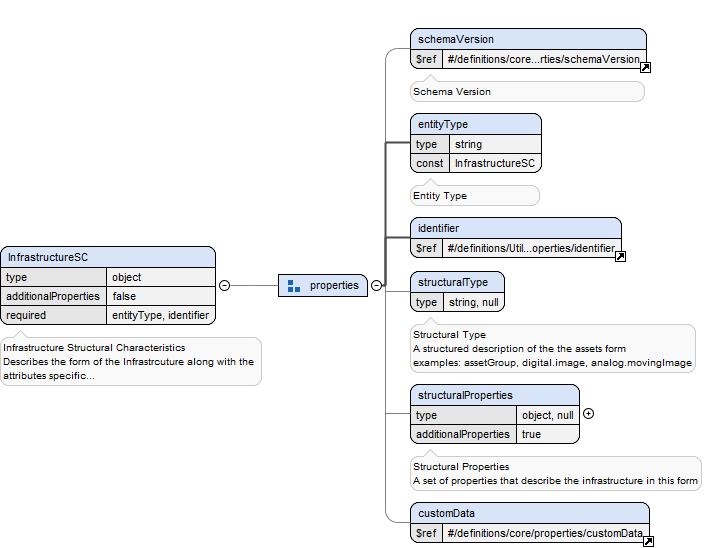 schemaVersion
$ref #/definitions/core...rties/schemaVersion
Schema Version
entityType
type string
const InfrastructureSC
Entity Type
identifier
$ref #/definitions/Util...operties/identifier
InfrastructureSC
type object
additionalProperties false
required entityType, identifier
Infrastructure Structural Characteristics
Describes the form of the Infrastrcuture along with the
attributes specific...
properties
structuralType
type string, null
Structural Type
A structured description of the the assets form
examples: assetGroup, digital.image, analog.movingImage
structuralProperties
type object, null
additionalProperties true
Structural Properties
A set of properties that describe the infrastructure in this form
customData
$ref #/definitions/core/properties/customData